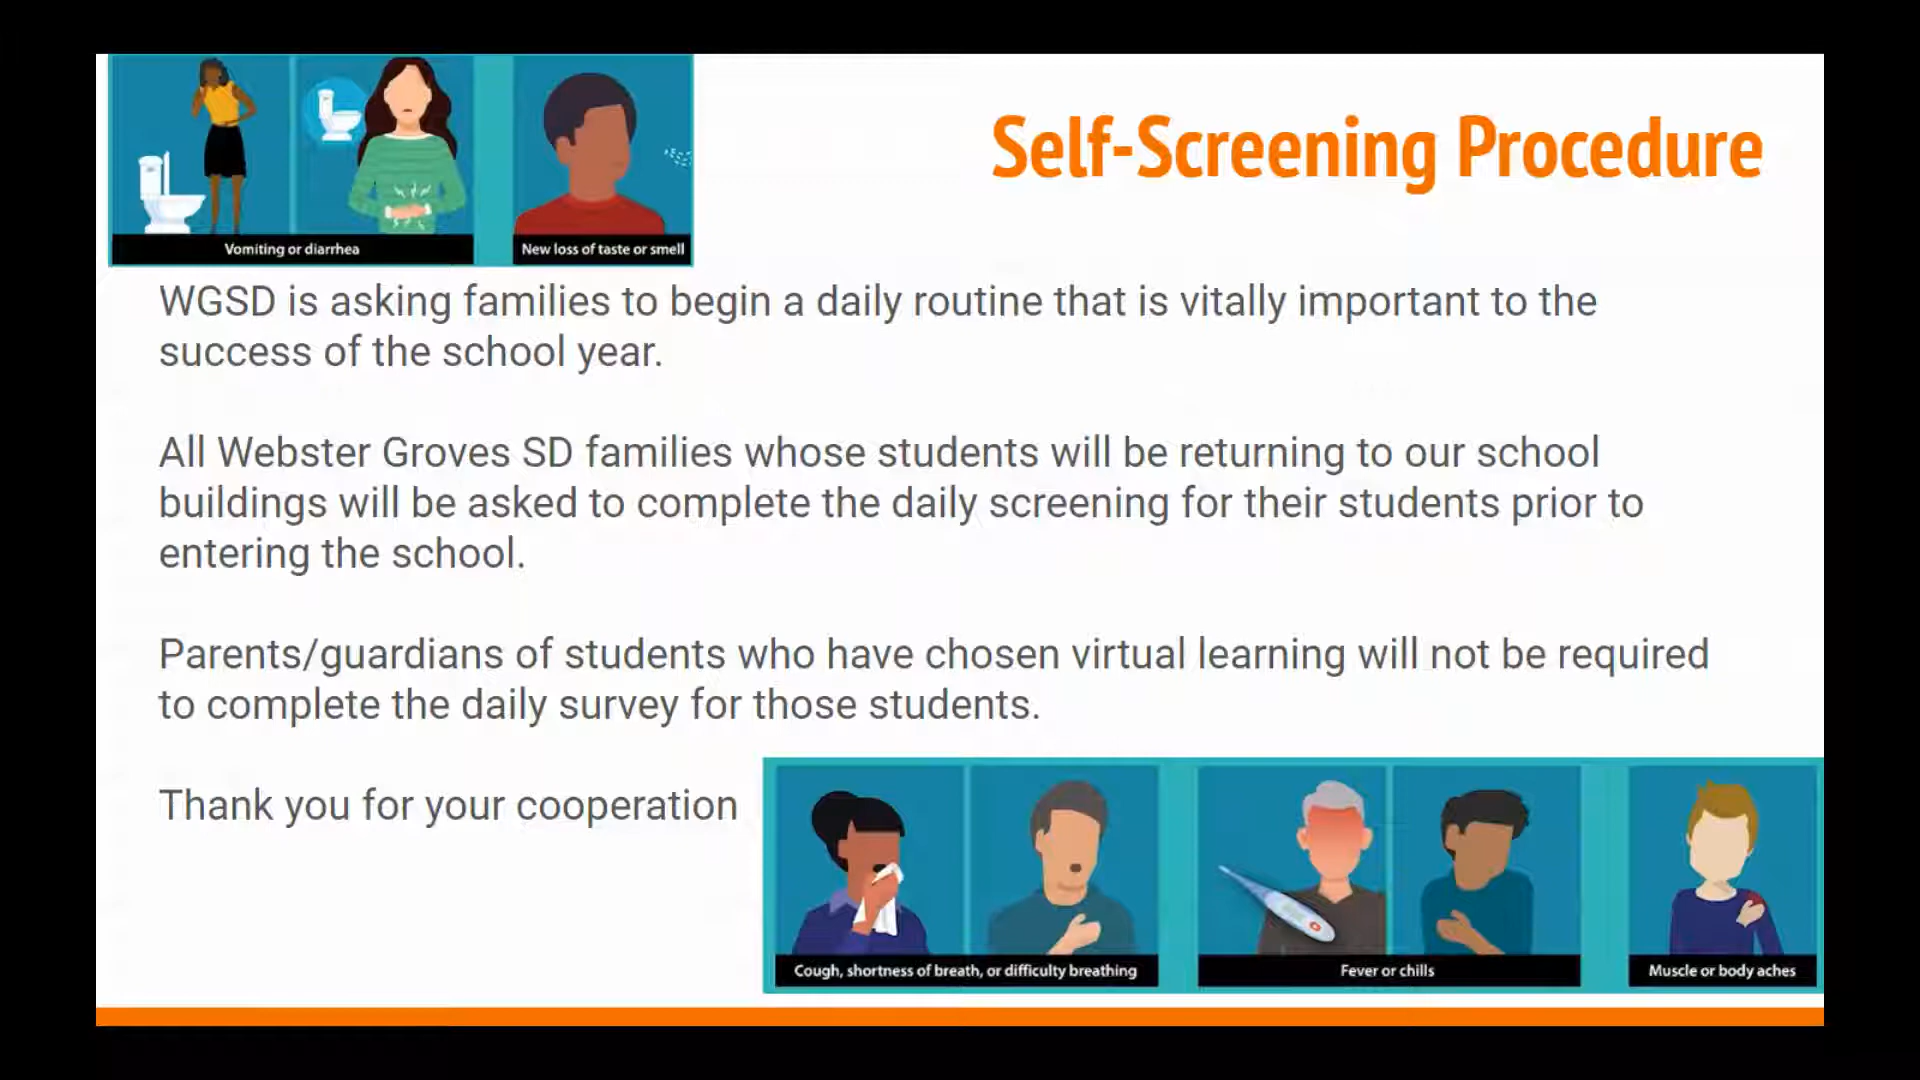 Vomiting or diarrhea
New loss of taste or smell
Self-Screening Procedure
WGSD is asking families to begin a daily routine that is vitally important to the
success of the school year.
All Webster Groves SD families whose students will be returning to our school
buildings will be asked to complete the daily screening for their students prior to
entering the school.
Parents/guardians of students who have chosen virtual learning will not be required
to complete the daily survey for those students.
Thank you for your cooperation
Cough, shortness of breath, or difficulty breathing
Fever or chills
Muscle or body aches